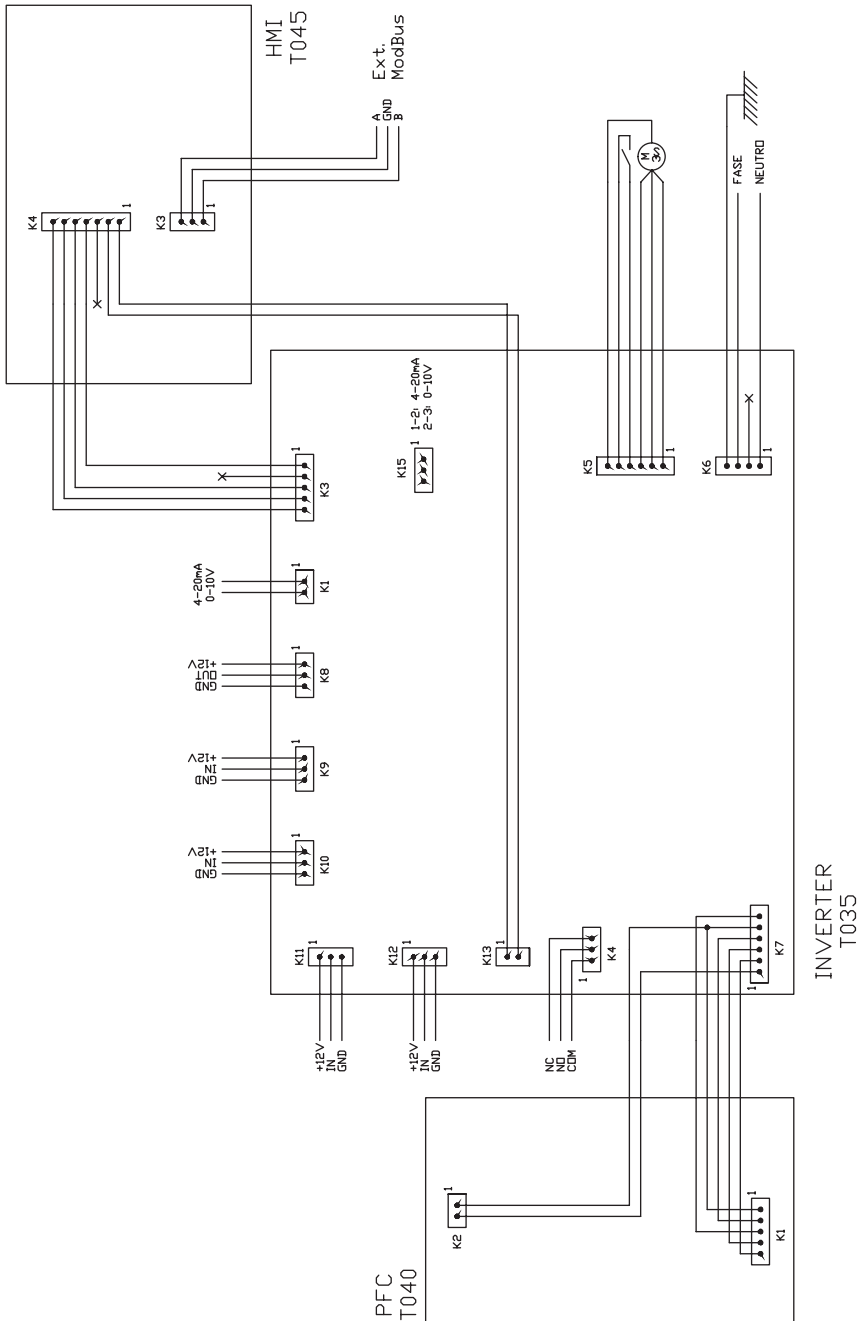 HMI
T045
Ext.
ModBus
A
GND
B
K4
1
K3
1
1-2: 4-20mA
2-3: 0-10V
K15
1
K3
1
4-20mA
0-10V
K1
1
+12V
OUT
GND
K8
1
+12V
IN
GND
K9
1
+12V
IN
GND
K10
1
K11
1
+12V
IN
GND
K12
1
+12V
IN
GND
K13
1
K4
1
NC
NO
COM
K5
1
M
3∿
K6
1
FASE
NEUTRO
K7
1
INVERTER
T035
K2
1
K1
1
PFC
T040